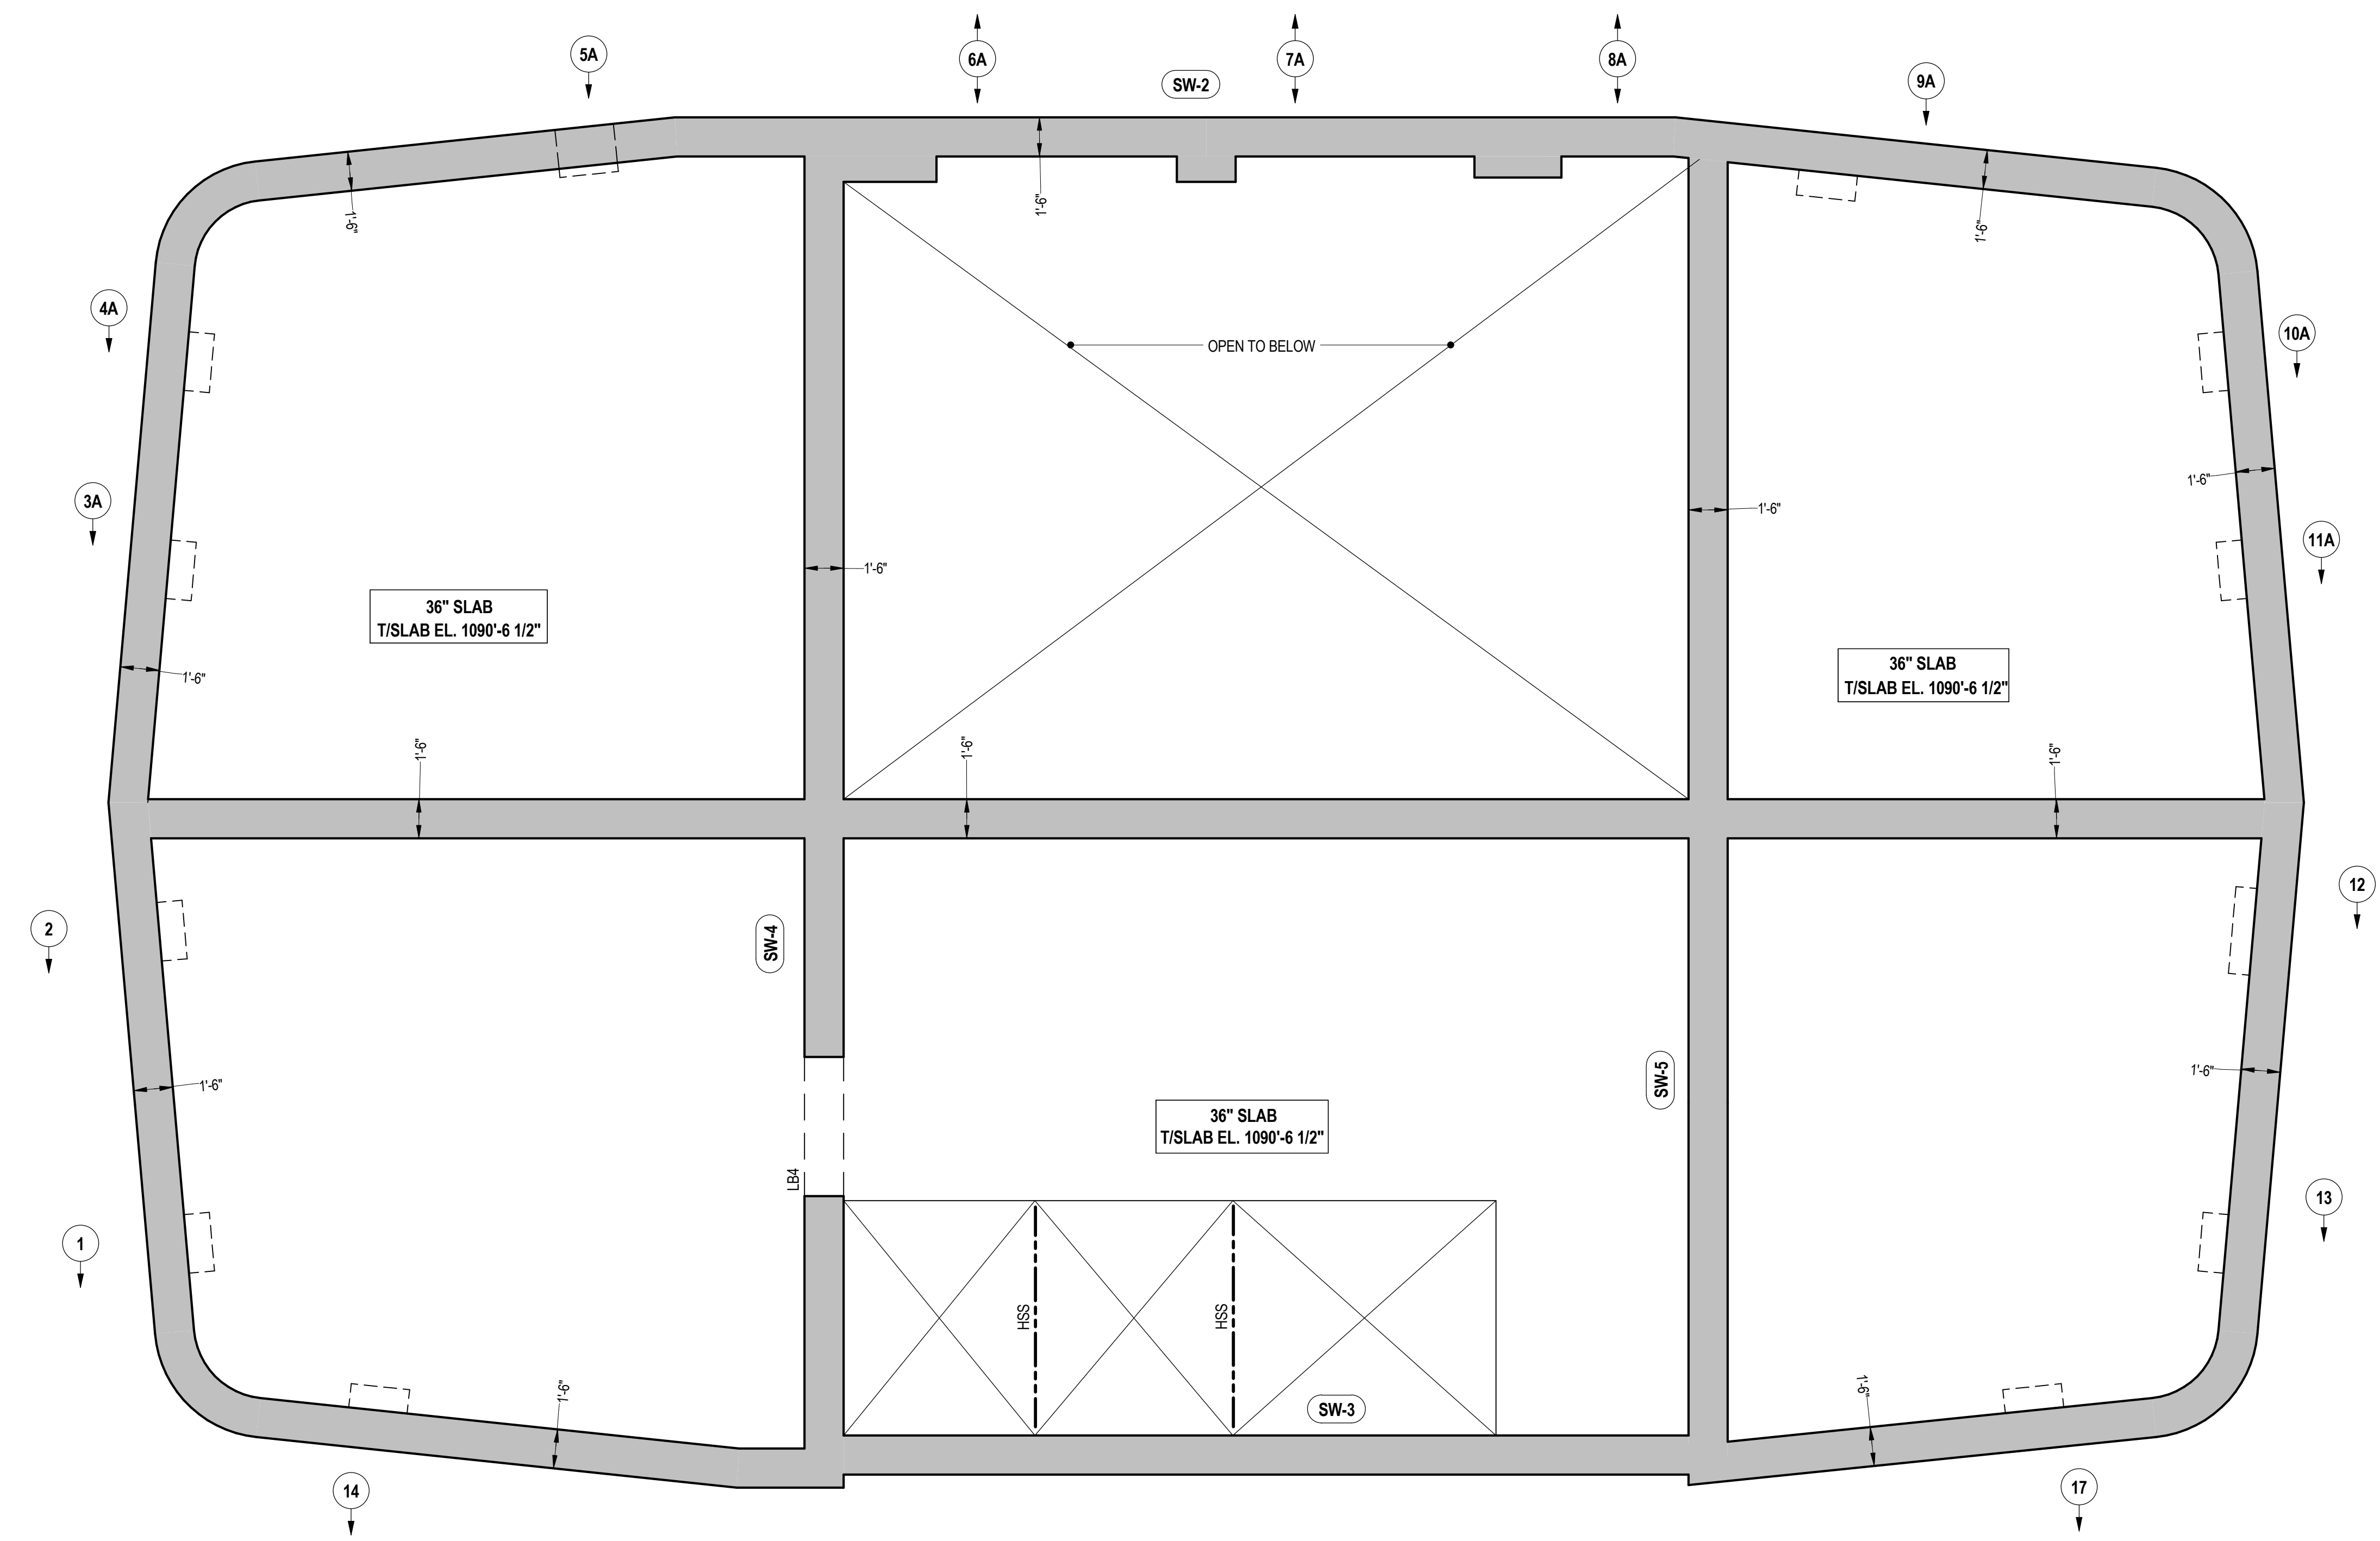 5A
6A
7A
8A
SW-2
9A
1'-6"
1'-6"
1'-6"
4A
10A
OPEN TO BELOW
3A
1'-6"
1'-6"
11A
1'-6"
36" SLAB
T/SLAB EL. 1090'-6 1/2"
36" SLAB
T/SLAB EL. 1090'-6 1/2"
1'-6"
1'-6"
1'-6"
1'-6"
2
SW-4
12
1'-6"
SW-5
1'-6"
36" SLAB
T/SLAB EL. 1090'-6 1/2"
LB4
13
1
HSS
HSS
1'-6"
1'-6"
SW-3
14
17